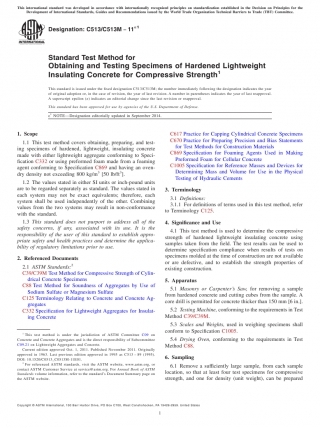 This international standard was developed in accordance with internationally recognized principles on standardization established in the Decision on Principles for the
Development of International Standards, Guides and Recommendations issued by the World Trade Organization Technical Barriers to Trade (TBT) Committee.
Designation: C513/C513M − 11ε1
INTERNATIONAL
Standard Test Method for
Obtaining and Testing Specimens of Hardened Lightweight
Insulating Concrete for Compressive Strength1
This standard is issued under the fixed designation C513/C513M; the number immediately following the designation indicates the year
of original adoption or, in the case of revision, the year of last revision. A number in parentheses indicates the year of last reapproval.
A superscript epsilon (ε) indicates an editorial change since the last revision or reapproval.
This standard has been approved for use by agencies of the U.S. Department of Defense.
ε1 NOTE—Designation editorially updated in September 2014.
1. Scope
1.1 This test method covers obtaining, preparing, and test-
ing specimens of hardened, lightweight, insulating concrete
made with either lightweight aggregate conforming to Speci-
fication C332 or using preformed foam made from a foaming
agent conforming to Specification C869 and having an oven-
dry density not exceeding 800 kg/m3 [50 lb/ft3].
1.2 The values stated in either SI units or inch-pound units
are to be regarded separately as standard. The values stated in
each system may not be exact equivalents; therefore, each
system shall be used independently of the other. Combining
values from the two systems may result in non-conformance
with the standard.
1.3 This standard does not purport to address all of the
safety concerns, if any, associated with its use. It is the
responsibility of the user of this standard to establish appro-
priate safety and health practices and determine the applica-
bility of regulatory limitations prior to use.
2. Referenced Documents
2.1 ASTM Standards:2
C39/C39M Test Method for Compressive Strength of Cylin-
drical Concrete Specimens
C88 Test Method for Soundness of Aggregates by Use of
Sodium Sulfate or Magnesium Sulfate
C125 Terminology Relating to Concrete and Concrete Ag-
gregates
C332 Specification for Lightweight Aggregates for Insulat-
ing Concrete
1 This test method is under the jurisdiction of ASTM Committee C09 on
Concrete and Concrete Aggregates and is the direct responsibility of Subcommittee
C09.21 on Lightweight Aggregates and Concrete.
Current edition approved Oct. 1, 2011. Published November 2011. Originally
approved in 1963. Last previous edition approved in 1995 as C513 – 89 (1995).
2 For referenced ASTM standards, visit the ASTM website, www.astm.org, or
contact ASTM Customer Service at service@astm.org. For Annual Book of ASTM
Standards volume information, refer to the standard's Document Summary page on
the ASTM website.
C617 Practice for Capping Cylindrical Concrete Specimens
C670 Practice for Preparing Precision and Bias Statements
for Test Methods for Construction Materials
C869 Specification for Foaming Agents Used in Making
Preformed Foam for Cellular Concrete
C1005 Specification for Reference Masses and Devices for
Determining Mass and Volume for Use in the Physical
Testing of Hydraulic Cements
3. Terminology
3.1 Definitions:
3.1.1 For definitions of terms used in this test method, refer
to Terminology C125.
4. Significance and Use
4.1 This test method is used to determine the compressive
strength of hardened lightweight insulating concrete using
samples taken from the field. The test results can be used to
determine specification compliance when results of tests on
specimens molded at the time of construction are not available
or are defective, and to establish the strength properties of
existing construction.
5. Apparatus
5.1 Masonry or Carpenter's Saw, for removing a sample
from hardened concrete and cutting cubes from the sample. A
core drill is permitted for concrete thicker than 150 mm [6 in.].
5.2 Testing Machine, conforming to the requirements in Test
Method C39/C39M.
5.3 Scales and Weights, used in weighing specimens shall
conform to Specification C1005.
5.4 Drying Oven, conforming to the requirements in Test
Method C88.
6. Sampling
6.1 Remove a sufficiently large sample, from each sample
location, so that at least four test specimens for compressive
strength, and one for density (unit weight), can be prepared
Copyright © ASTM International, 100 Barr Harbor Drive, PO Box C700, West Conshohocken, PA 19428-2959. United States
1